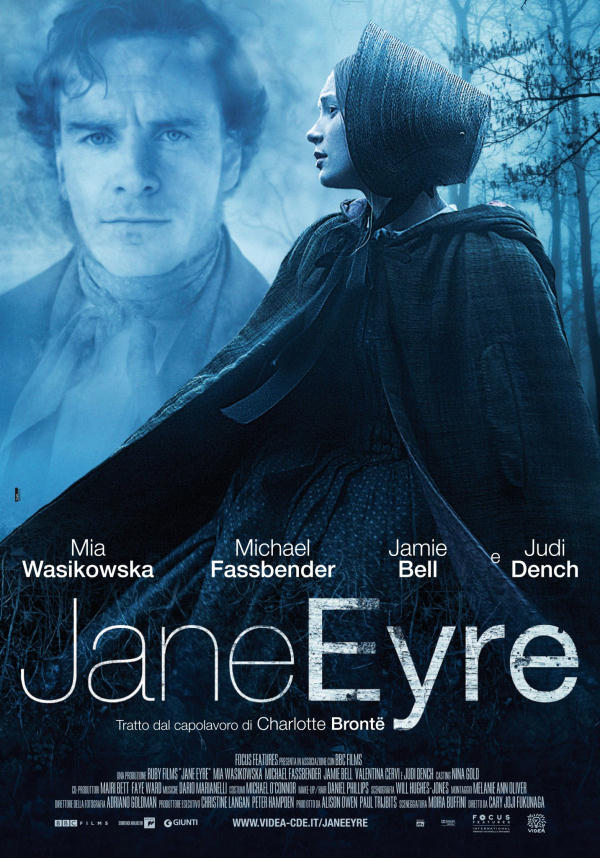 Mia
Wasikowska
Michael
Fassbender
Jamie
Bell
e
Judi
Dench
JaneEyre
Tratto dal capolavoro di Charlotte Brontë
FOCUS FEATURES PRESENTA IN ASSOCIAZIONE CON BBC FILMS
UNA PRODUZIONE RUBY FILMS "JANE EYRE" MIA WASIKOWSKA MICHAEL FASSBENDER JAMIE BELL VALENTINA CERVI E JUDI DENCH CASTING NINA GOLD
CO-PRODUTTORI MAIRI BETT FAYE WARD MUSICHE DARIO MARIANELLI COSTUMI MICHAEL O'CONNOR MAKE-UP/HAIR DANIEL PHILLIPS SCENOGRAFIA WILL HUGHES-JONES MONTAGGIO MELANIE ANN OLIVER
DIRETTORE DELLA FOTOGRAFIA ADRIANO GOLDMAN PRODUTTORI ESECUTIVI CHRISTINE LANGAN PETER HAMPDEN PRODOTTO DA ALISON OWEN PAUL TRIJBITS SCENEGGIATURA MOIRA BUFFINI DIRETTO DA CARY JOJI FUKUNAGA
BBC FILMS
GIUNTI
WWW.VIDEA-CDE.IT/JANEEYRE
FOCUS
FEATURES
INTERNATIONAL
VIDEA